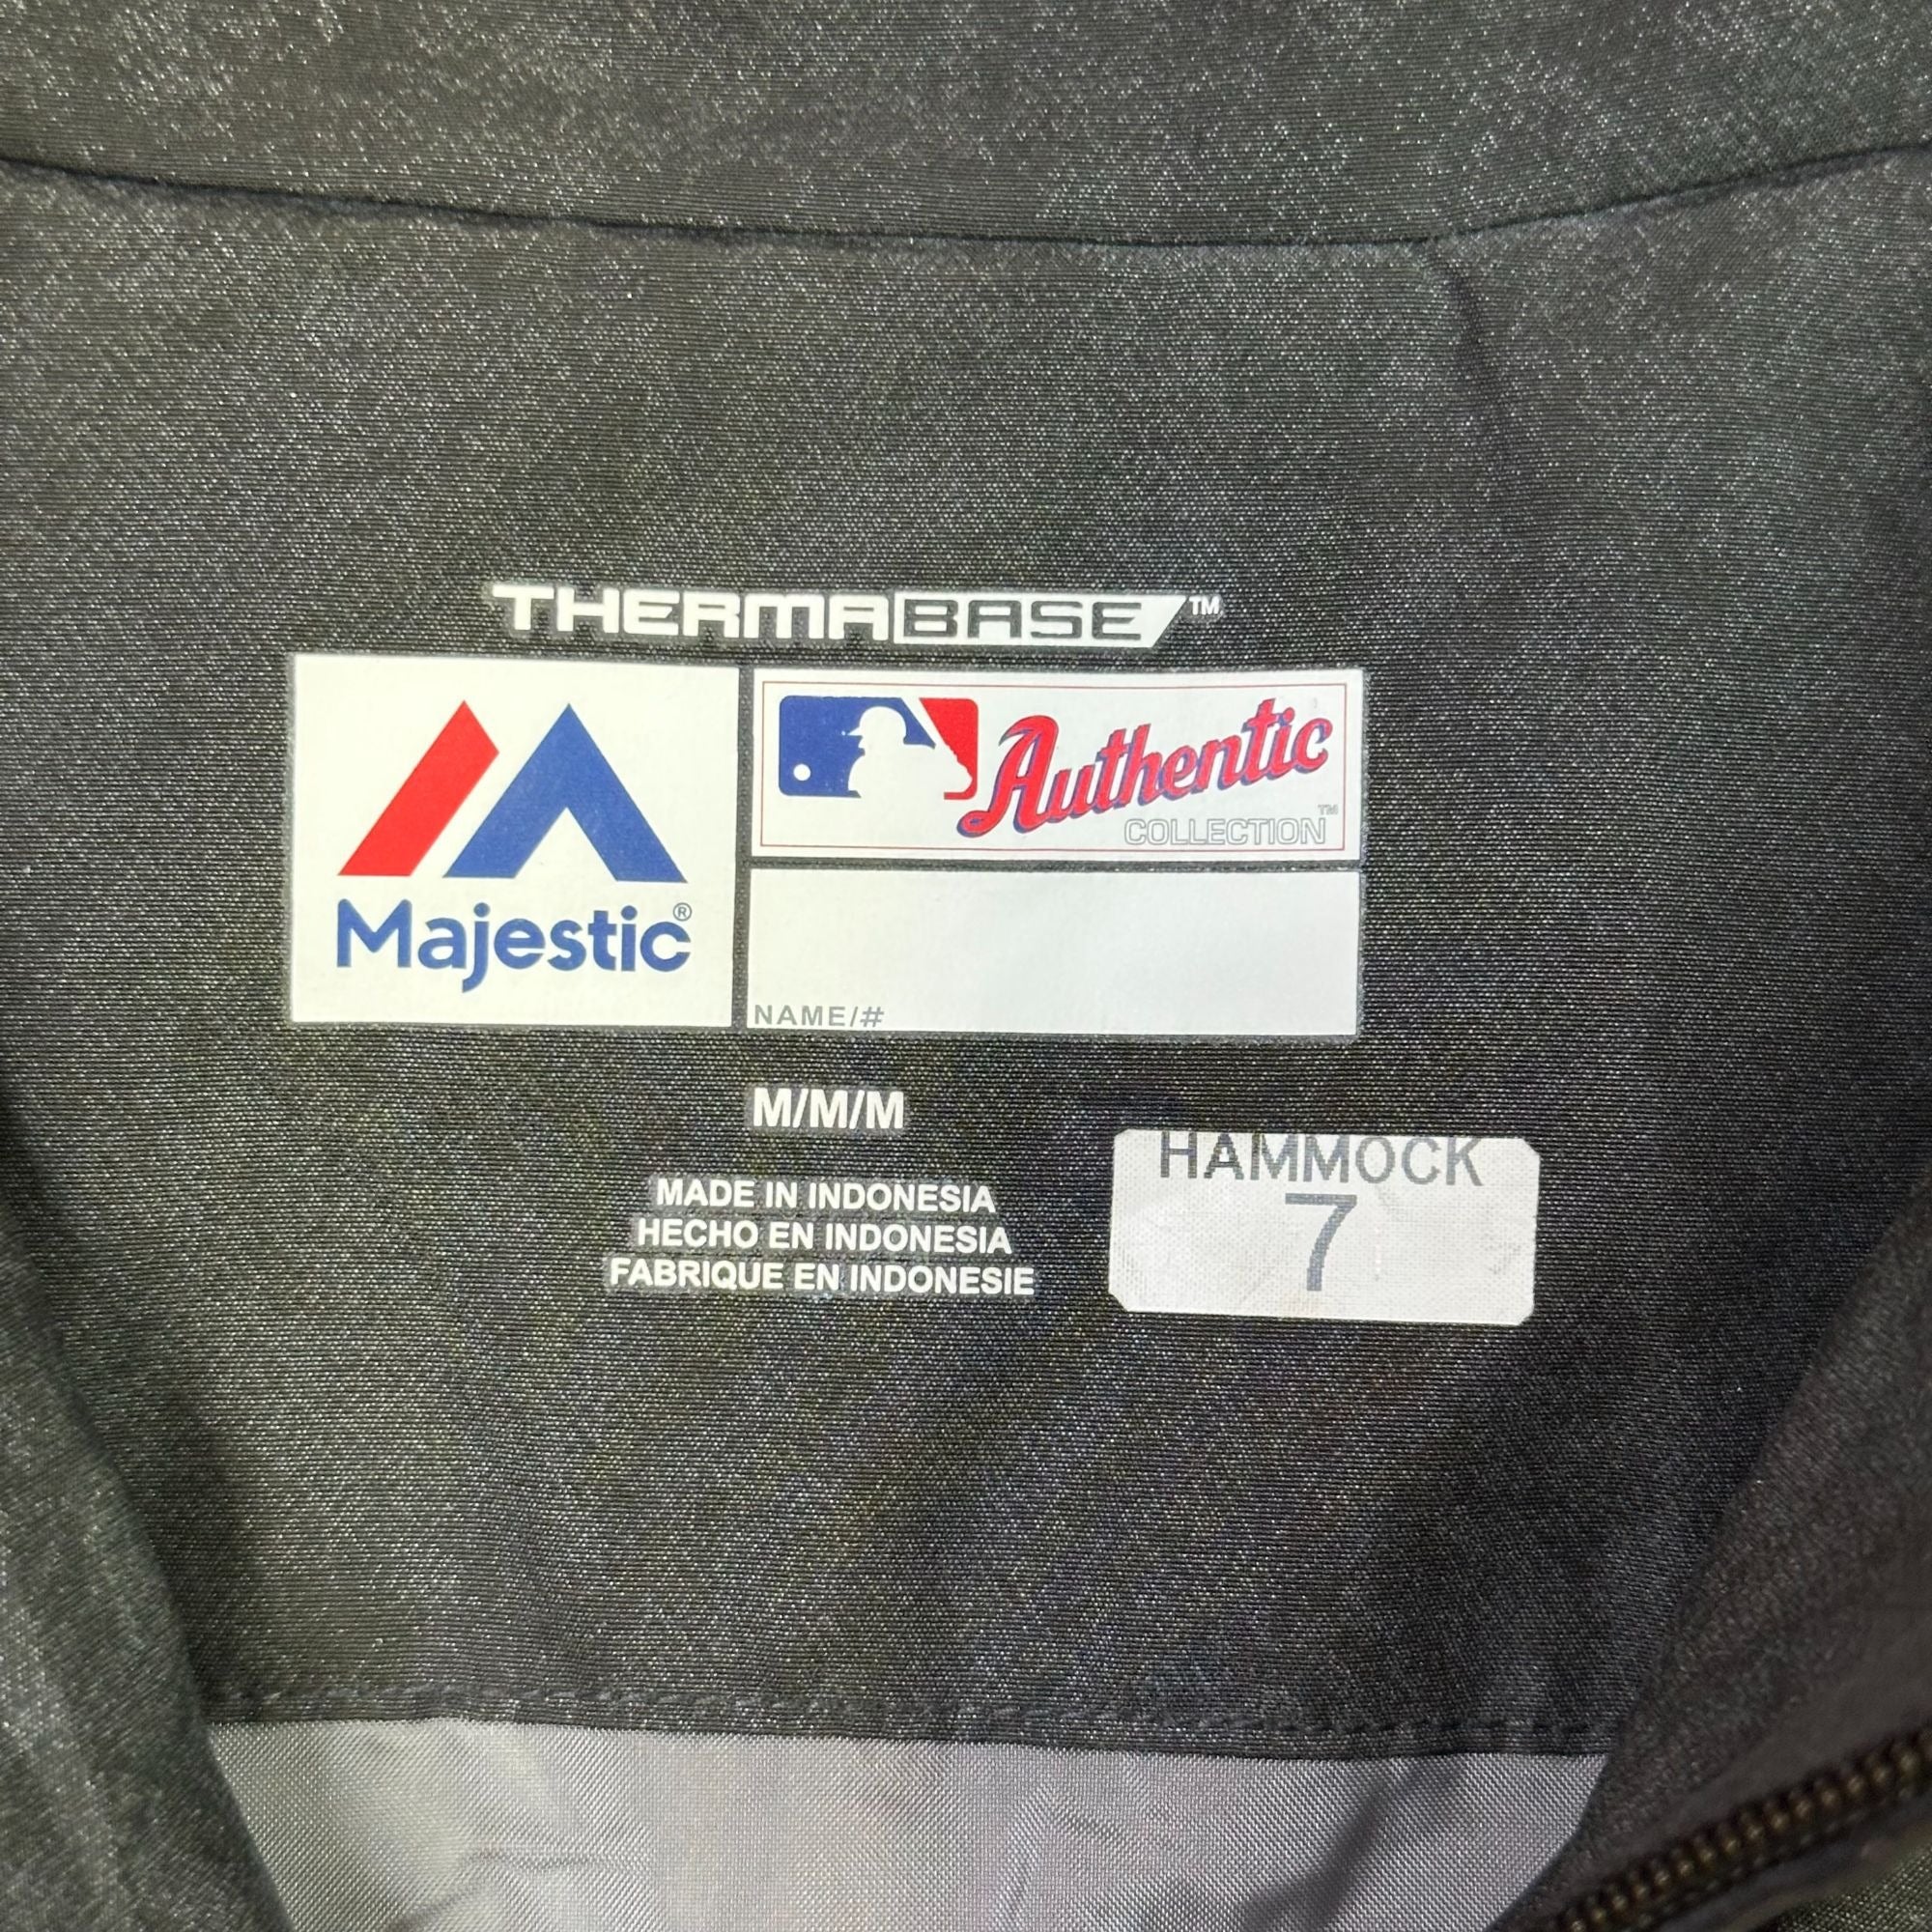 THERMABASE™
Majestic®
Authentic
COLLECTION™
NAME/#
M/M/M
MADE IN INDONESIA
HECHO EN INDONESIA
FABRIQUE EN INDONESIE
HAMMOCK
7